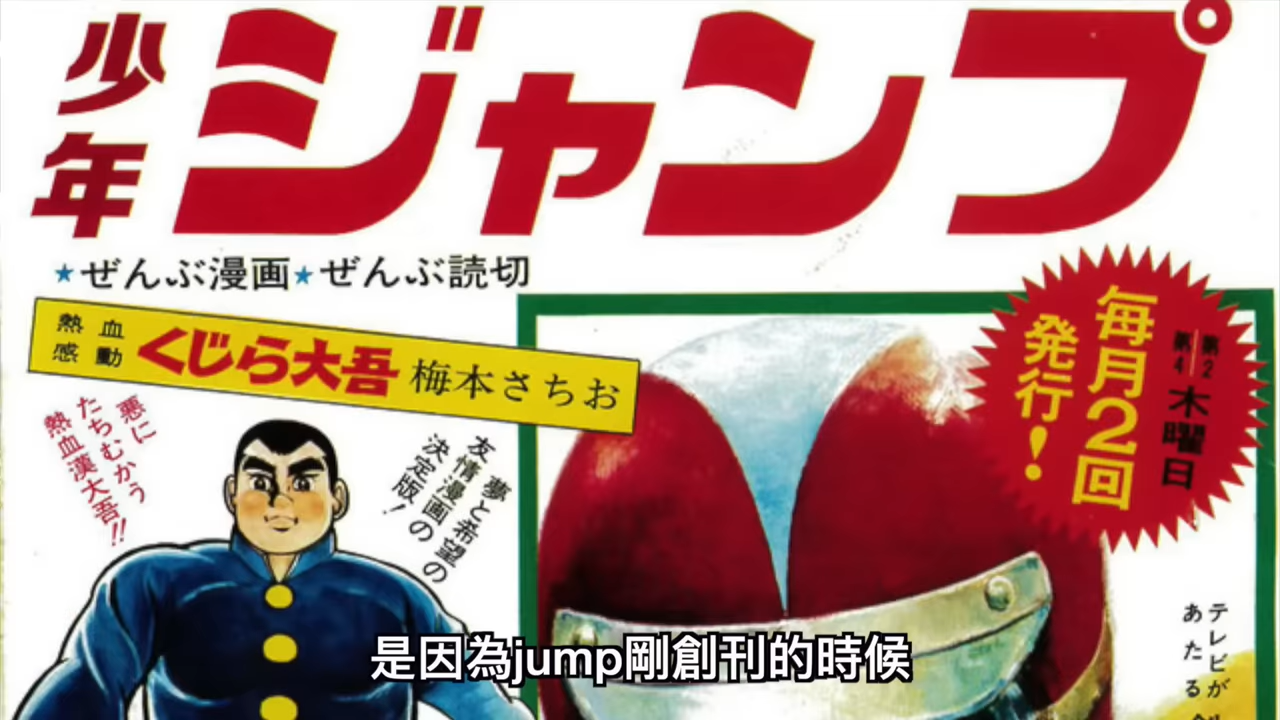 少年
ジャンプ
★ぜんぶ漫画★ぜんぶ読切
熱血
感動
くじら大吾 梅本さちお
悪に
たちむかう
熱血漢大吾!!
夢と希望の
友情漫画の
決定版!
第2
第4
木曜日
毎月2回
発行!
テレビが
あたる
是因為jump剛創刊的時候